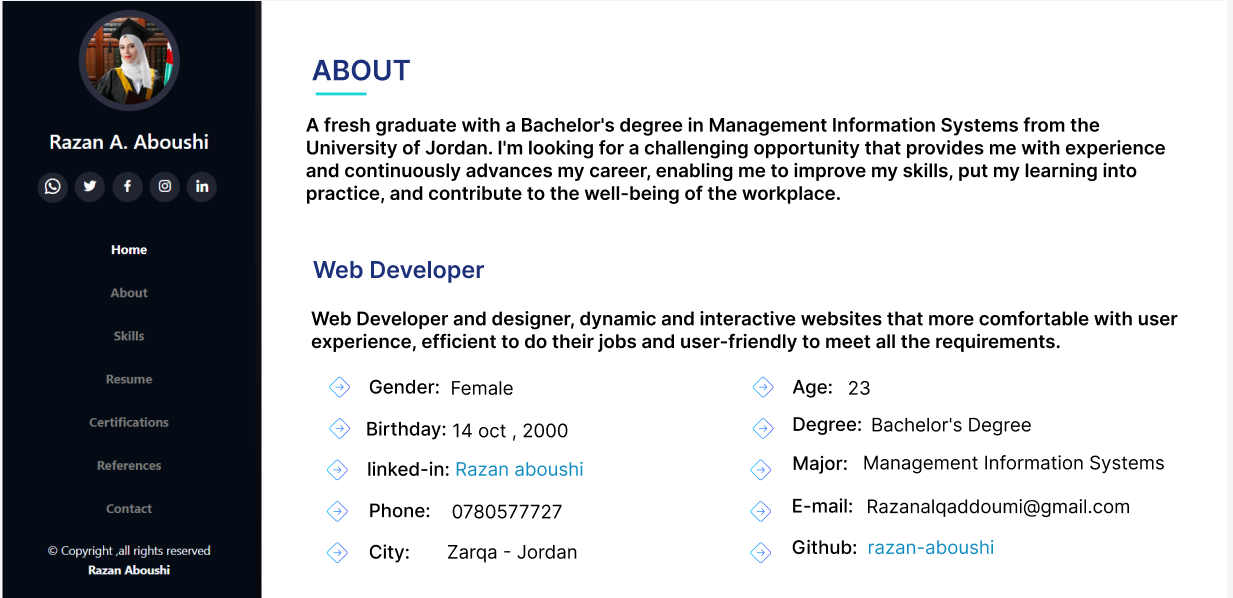 Razan A. Aboushi
Home
About
Skills
Resume
Certifications
References
Contact
© Copyright ,all rights reserved
Razan Aboushi
ABOUT
A fresh graduate with a Bachelor's degree in Management Information Systems from the
University of Jordan. I'm looking for a challenging opportunity that provides me with experience
and continuously advances my career, enabling me to improve my skills, put my learning into
practice, and contribute to the well-being of the workplace.
Web Developer
Web Developer and designer, dynamic and interactive websites that more comfortable with user
experience, efficient to do their jobs and user-friendly to meet all the requirements.
Gender: Female
Birthday: 14 oct , 2000
linked-in: Razan aboushi
Phone: 0780577727
City: Zarqa - Jordan
Age: 23
Degree: Bachelor's Degree
Major: Management Information Systems
E-mail: Razanalqaddoumi@gmail.com
Github: razan-aboushi